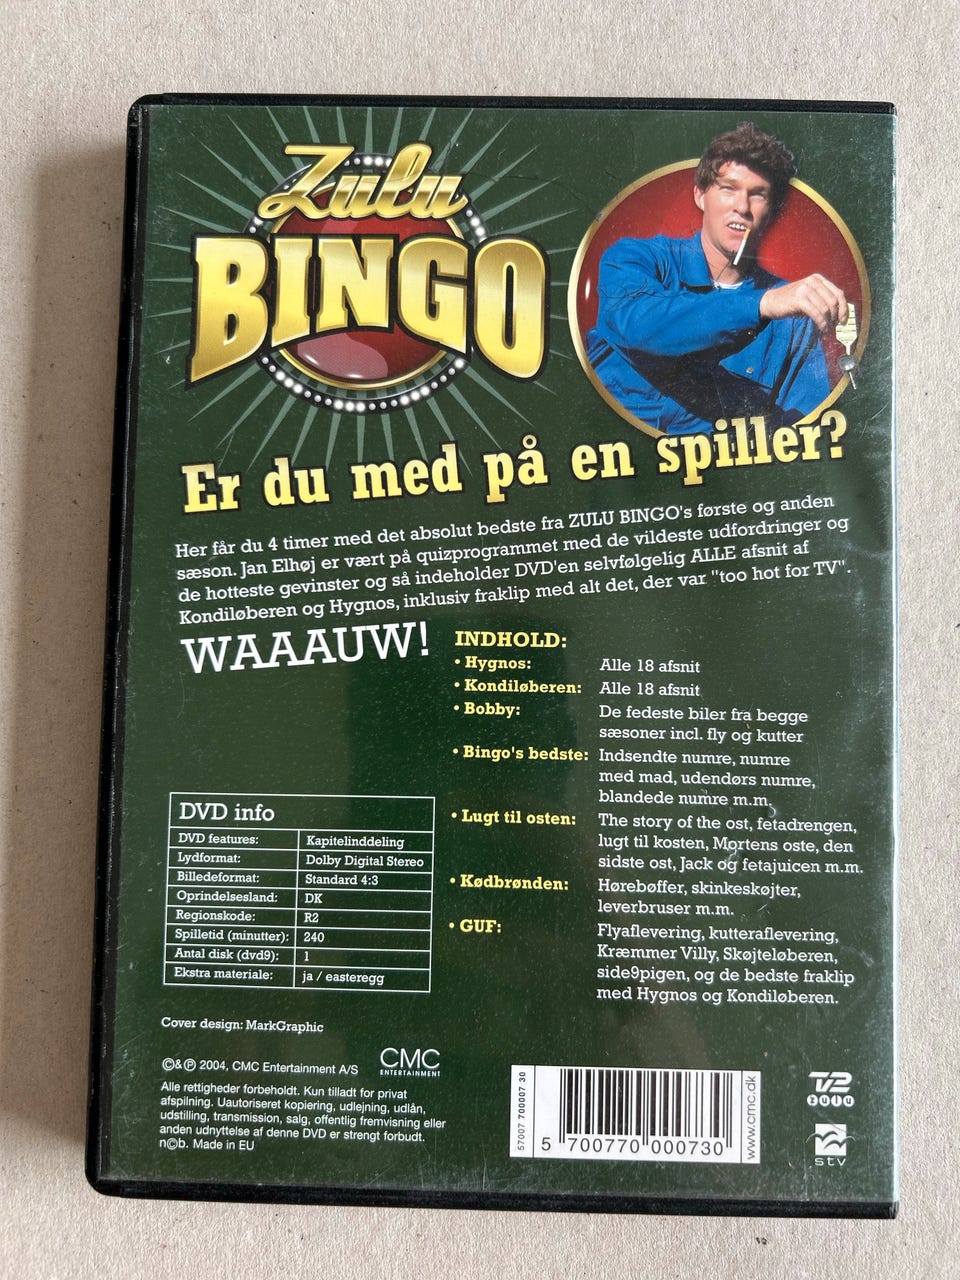 Zulu
BINGO
Er du med på en spiller?
Her får du 4 timer med det absolut bedste fra ZULU BINGO's første og anden
sæson. Jan Elhøj er vært på quizprogrammet med de vildeste udfordringer og
de hotteste gevinster og så indeholder DVD'en selvfølgelig ALLE afsnit af
Kondiløberen og Hygnos, inklusiv fraklip med alt det, der var "too hot for TV".
WAAAUW!
INDHOLD:
• Hygnos: Alle 18 afsnit
• Kondiløberen: Alle 18 afsnit
• Bobby: De fedeste biler fra begge
sæsoner incl. fly og kutter
• Bingo's bedste: Indsendte numre, numre
med mad, udendørs numre,
blandede numre m.m.
• Lugt til osten: The story of the ost, fetadrengen,
lugt til kosten, Mortens oste, den
sidste ost, Jack og fetajuicen m.m.
• Kødbrønden: Hørebøffer, skinkeskøjter,
leverbruser m.m.
• GUF: Flyaflevering, kutteraflevering,
Kræmmer Villy, Skøjteløberen,
side9pigen, og de bedste fraklip
med Hygnos og Kondiløberen.
DVD info
DVD features: Kapitelinddeling
Lydformat: Dolby Digital Stereo
Billedeformat: Standard 4:3
Oprindelsesland: DK
Regionskode: R2
Spilletid (minutter): 240
Antal disk (dvd9): 1
Ekstra materiale: ja / easteregg
Cover design: MarkGraphic
©&℗ 2004, CMC Entertainment A/S
CMC
ENTERTAINMENT
Alle rettigheder forbeholdt. Kun tilladt for privat
afspilning. Uautoriseret kopiering, udlejning, udlån,
udstilling, transmission, salg, offentlig fremvisning eller
anden udnyttelse af denne DVD er strengt forbudt.
n©b. Made in EU
57007 700007 30
5 700770 000730
www.cmc.dk
TV2
zulu
stv